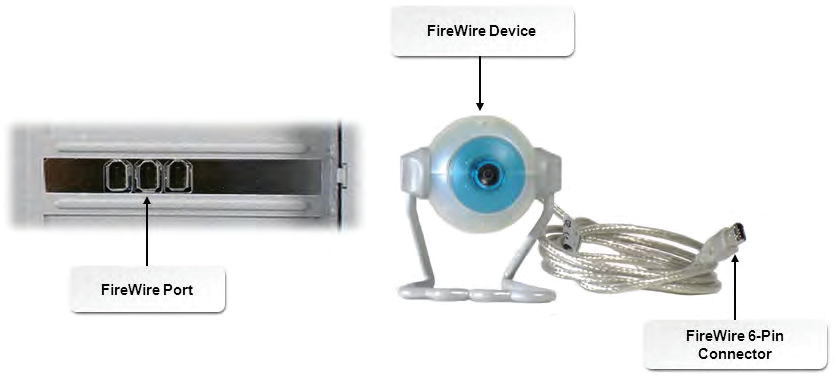 FireWire Device
FireWire Port
FireWire 6-Pin
Connector